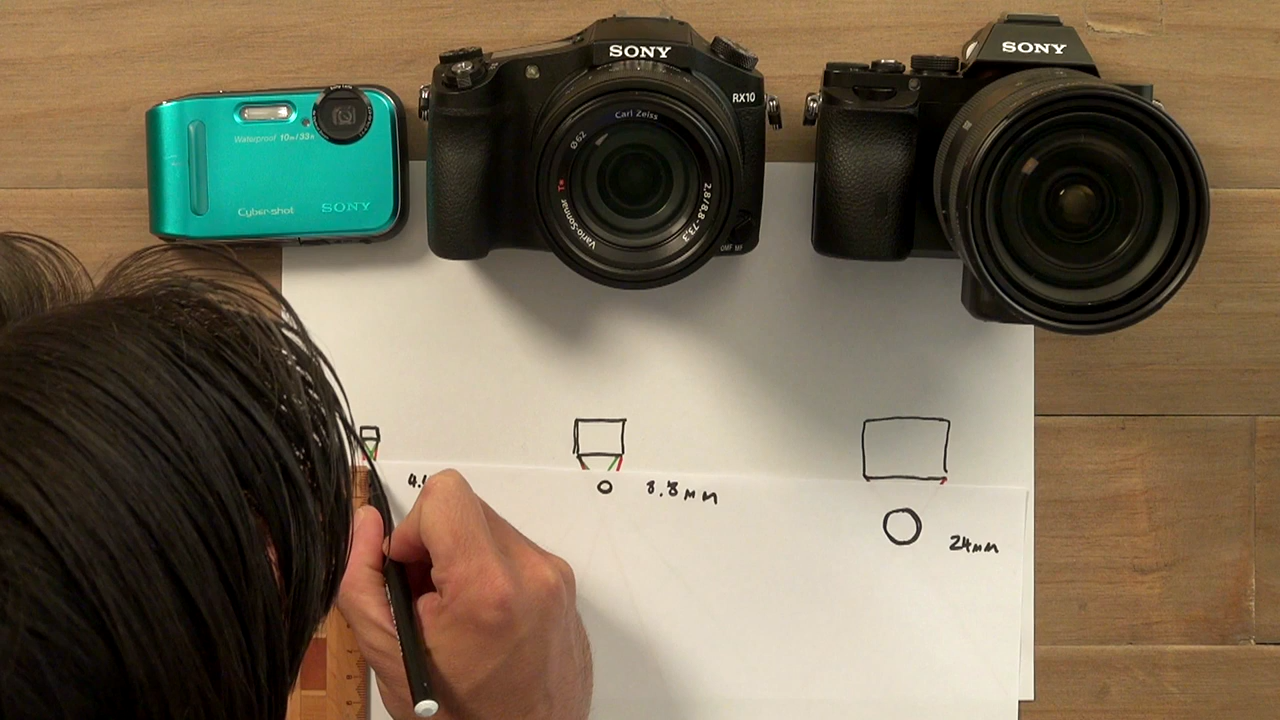 SONY
SONY
RX10
Waterproof 10m/33ft
Cyber-shot
SONY
Carl Zeiss
Ø62
2,8/8,8-73,3
Vario-Sonnar T*
8.8mm
24mm